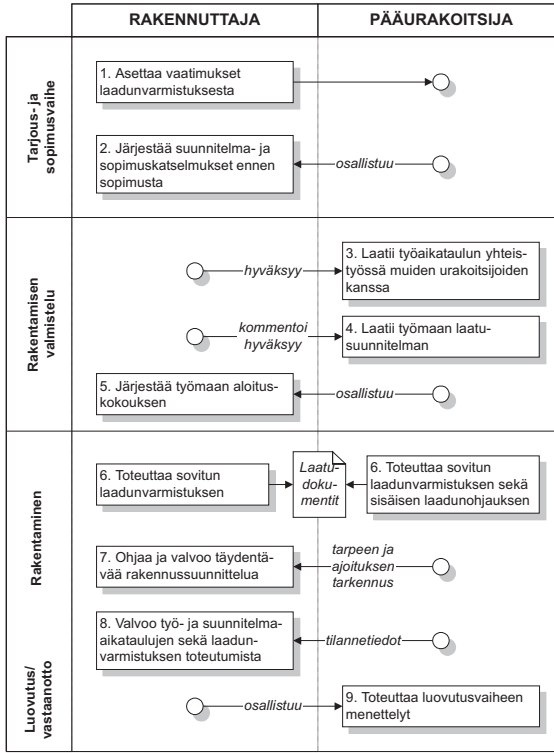 RAKENNUTTAJA
PÄÄURAKOITSIJA
Tarjous- ja
sopimusvaihe
1. Asettaa vaatimukset
laadunvarmistuksesta
2. Järjestää suunnitelma- ja
sopimuskatselmukset ennen
sopimusta
osallistuu
Rakentamisen
valmistelu
hyväksyy
3. Laatii työaikataulun yhteis-
työssä muiden urakoitsijoiden
kanssa
kommentoi
hyväksyy
4. Laatii työmaan laatu-
suunnitelman
5. Järjestää työmaan aloitus-
kokouksen
osallistuu
Rakentaminen
6. Toteuttaa sovitun
laadunvarmistuksen
Laatu-
doku-
mentit
6. Toteuttaa sovitun
laadunvarmistuksen sekä
sisäisen laadunohjauksen
7. Ohjaa ja valvoo täydentä-
vää rakennussuunnittelua
tarpeen ja
ajoituksen
tarkennus
8. Valvoo työ- ja suunnitelma-
aikataulujen sekä laadun-
varmistuksen toteutumista
tilannetiedot
Luovutus/
vastaanotto
osallistuu
9. Toteuttaa luovutusvaiheen
menettelyt